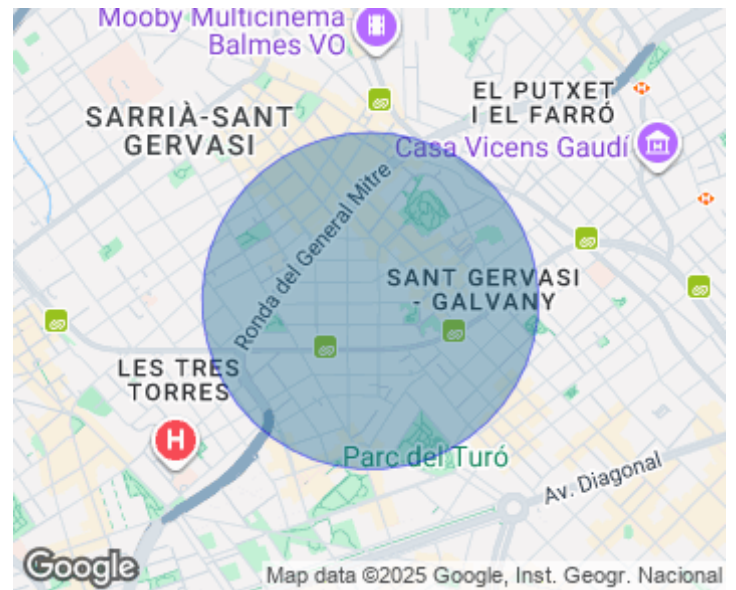 Mooby Multicinema
Balmes VO
EL PUTXET
I EL FARRÓ
SARRIÀ-SANT
GERVASI
Casa Vicens Gaudí
Ronda del General Mitre
SANT GERVASI
- GALVANY
LES TRES
TORRES
H
Parc del Turó
Av. Diagonal
Google
Map data ©2025 Google, Inst. Geogr. Nacional